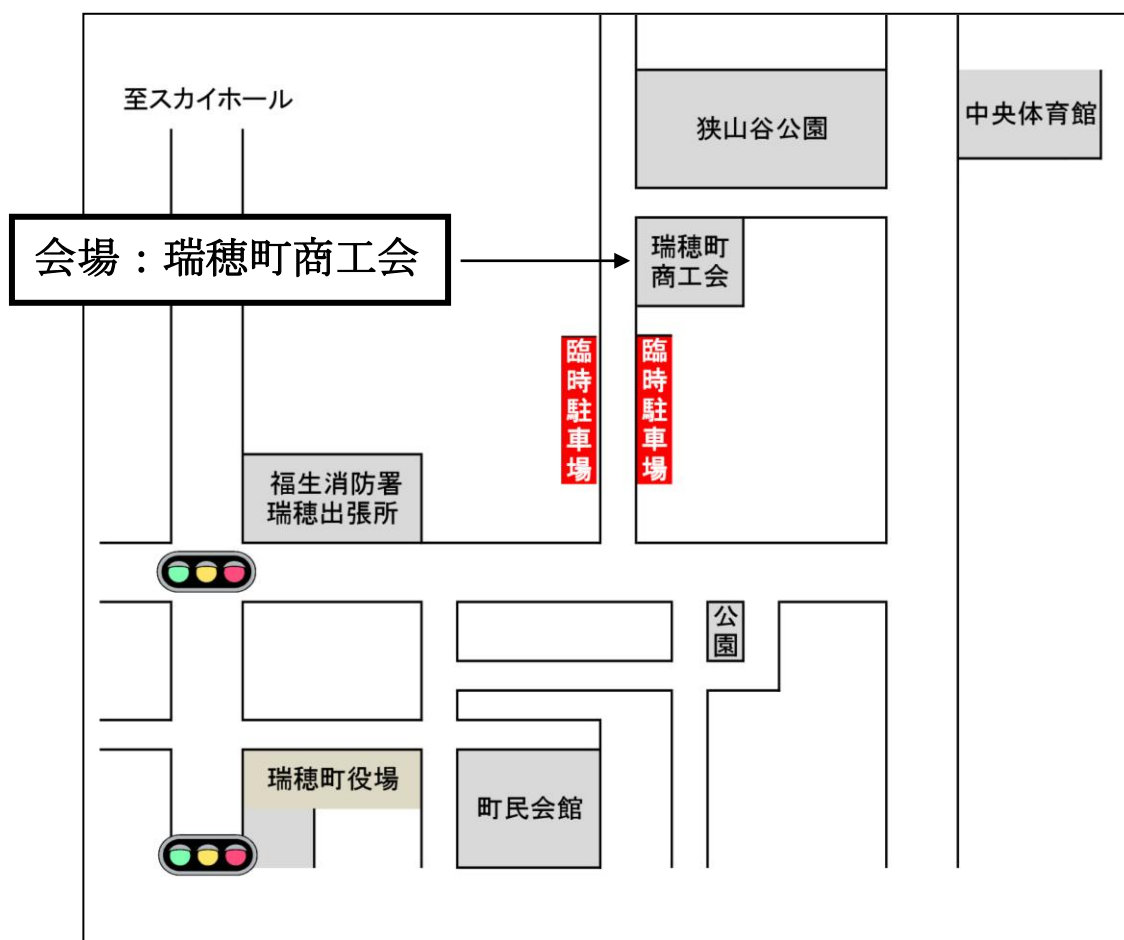 至スカイホール
狭山谷公園
中央体育館
会場：瑞穂町商工会
瑞穂町
商工会
臨時駐車場
臨時駐車場
福生消防署
瑞穂出張所
公
園
瑞穂町役場
町民会館